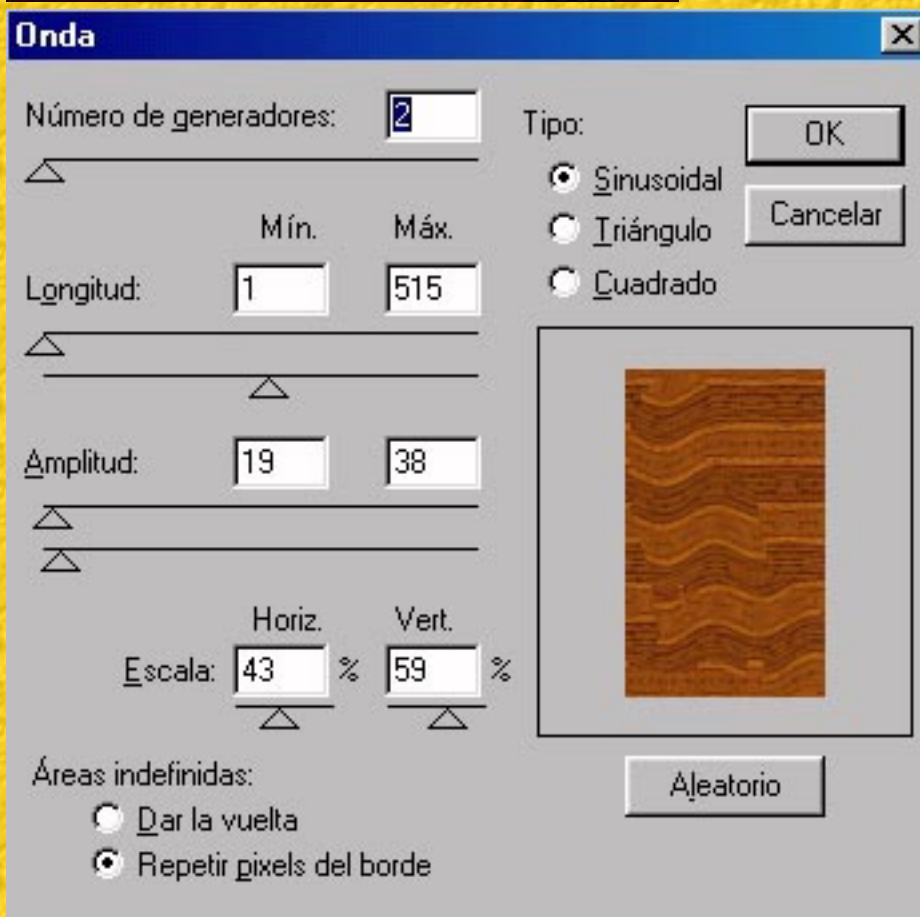 Onda
Número de generadores: 2
Mín. Máx.
Longitud: 1 515
Amplitud: 19 38
Horiz. Vert.
Escala: 43 % 59 %
Áreas indefinidas:
Dar la vuelta
Repetir pixels del borde
Tipo:
Sinusoidal
Triángulo
Cuadrado
OK
Cancelar
Aleatorio